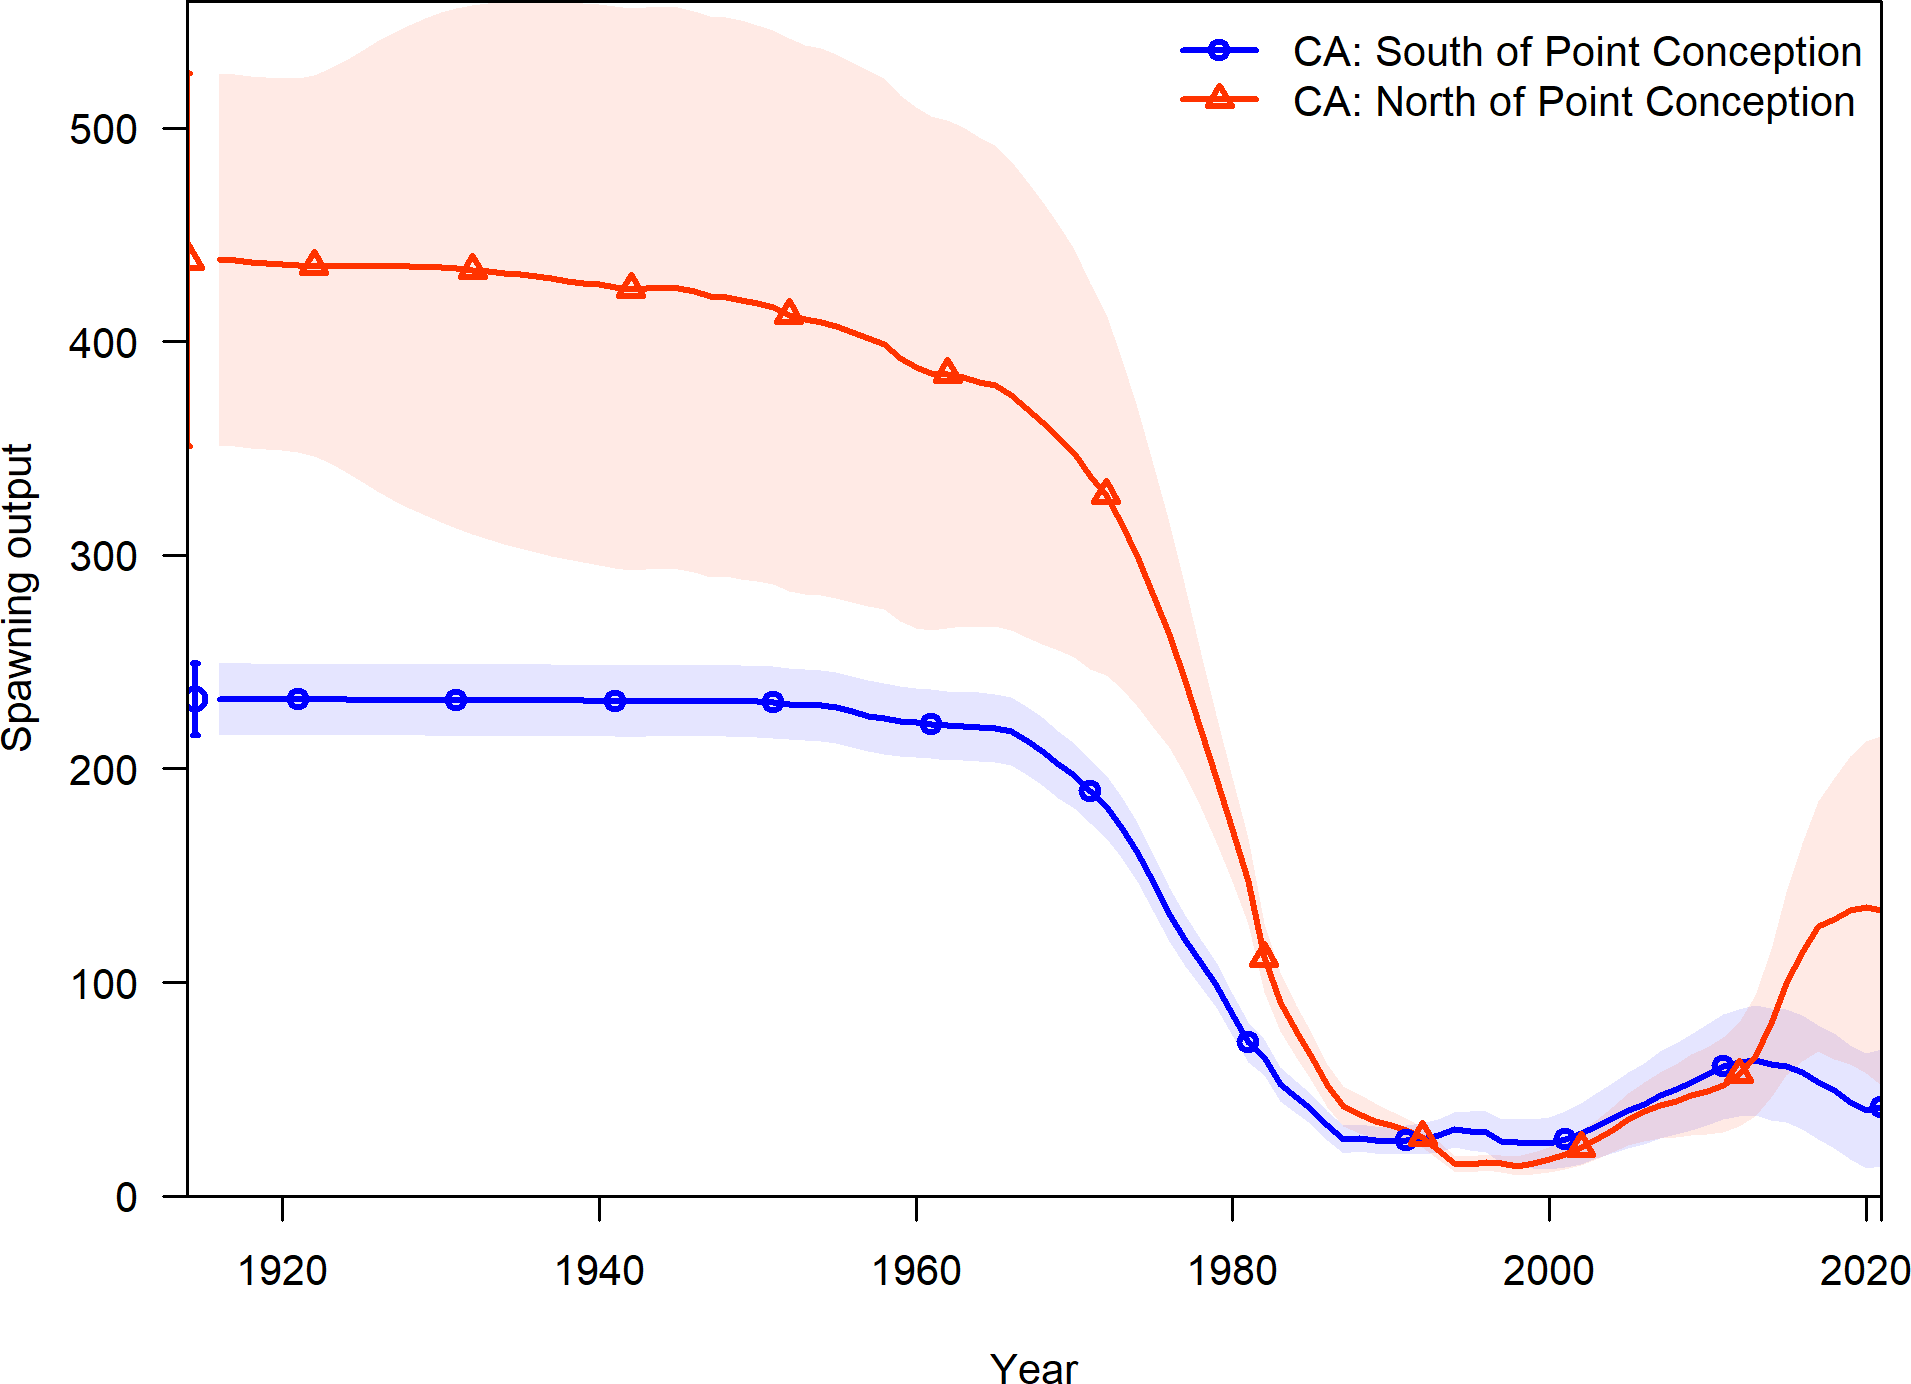 CA: South of Point Conception
CA: North of Point Conception
500
400
300
200
100
0
Spawning output
1920 1940 1960 1980 2000 2020
Year